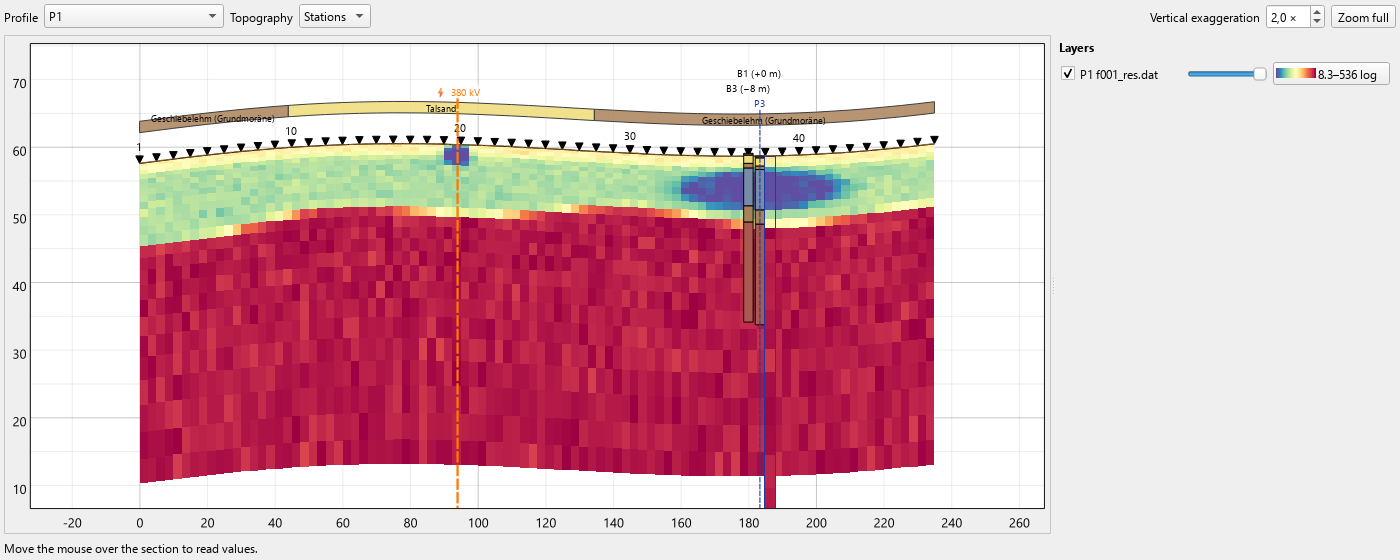 Profile P1 Topography Stations Vertical exaggeration 2,0 × Zoom full
Layers
P1 f001_res.dat 8.3–536 log
B1 (+0 m)
B3 (−8 m)
P3
380 kV
Talsand
Geschiebelehm (Grundmoräne)
Geschiebelehm (Grundmoräne)
1 10 20 30 40
70
60
50
40
30
20
10
-20 0 20 40 60 80 100 120 140 160 180 200 220 240 260
Move the mouse over the section to read values.